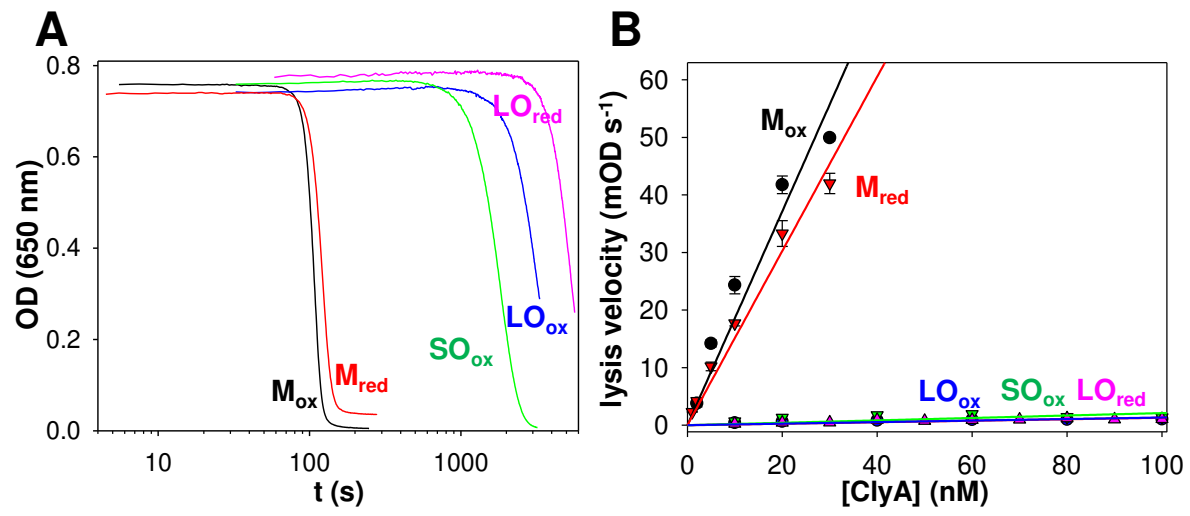 A
OD (650 nm)
0.8
0.6
0.4
0.2
0.0
LOred
LOox
SOox
Mred
Mox
10
100
1000
t (s)
B
lysis velocity (mOD s-1)
60
50
40
30
20
10
0
Mox
Mred
LOox
SOox
LOred
0
20
40
60
80
100
[ClyA] (nM)